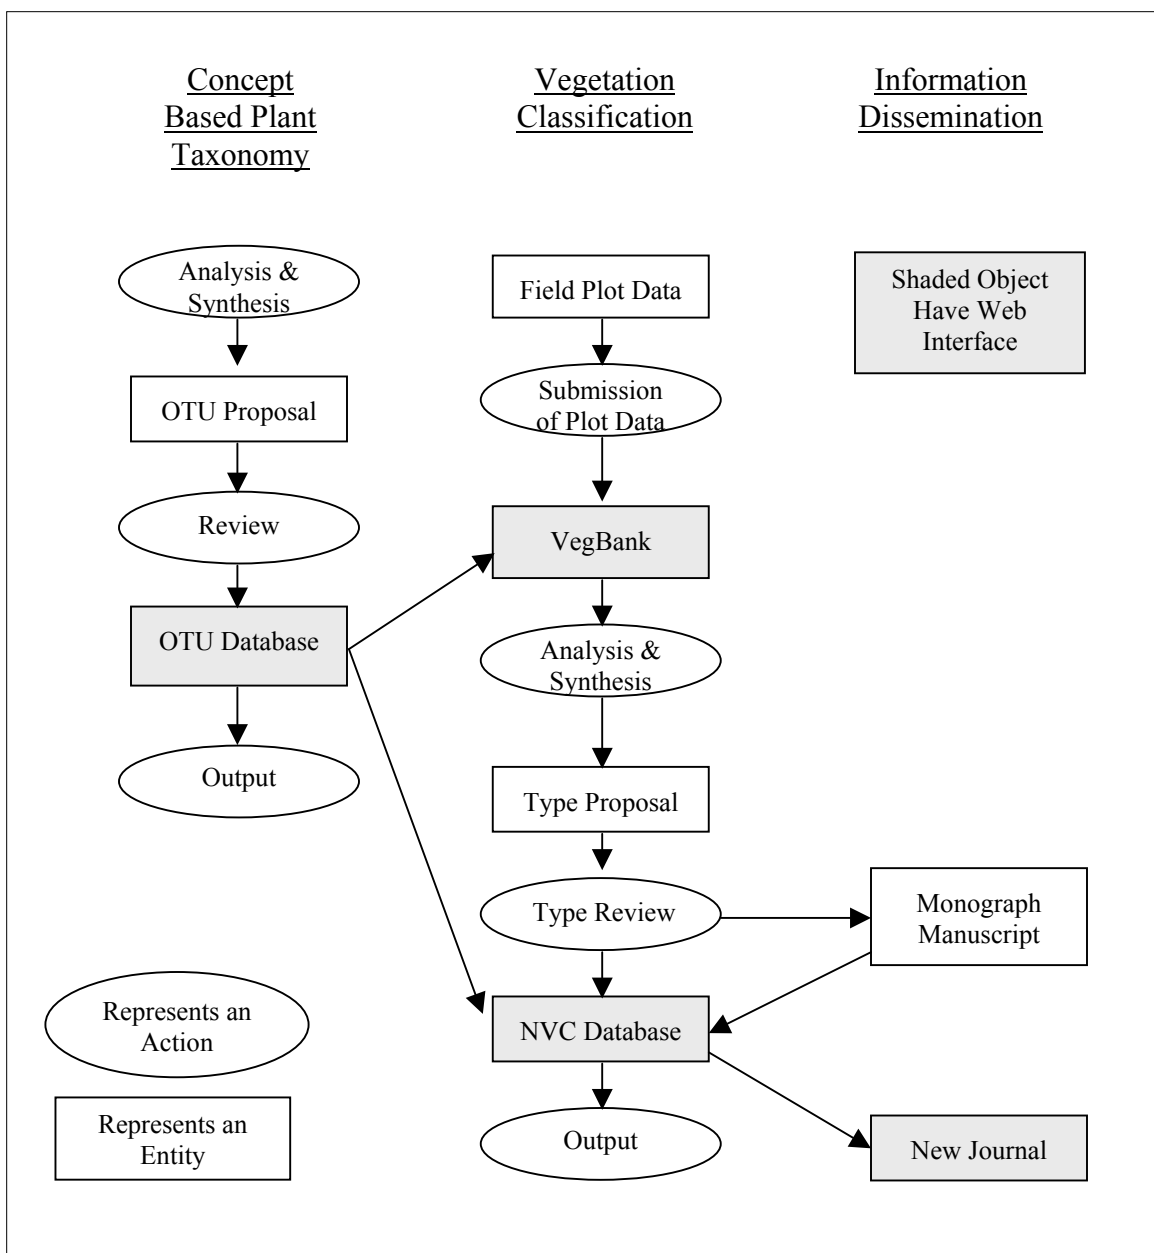 Concept
Based Plant
Taxonomy
Vegetation
Classification
Information
Dissemination
Analysis &
Synthesis
OTU Proposal
Review
OTU Database
Output
Represents an
Action
Represents an
Entity
Field Plot Data
Submission
of Plot Data
VegBank
Analysis &
Synthesis
Type Proposal
Type Review
NVC Database
Output
Shaded Object
Have Web
Interface
Monograph
Manuscript
New Journal